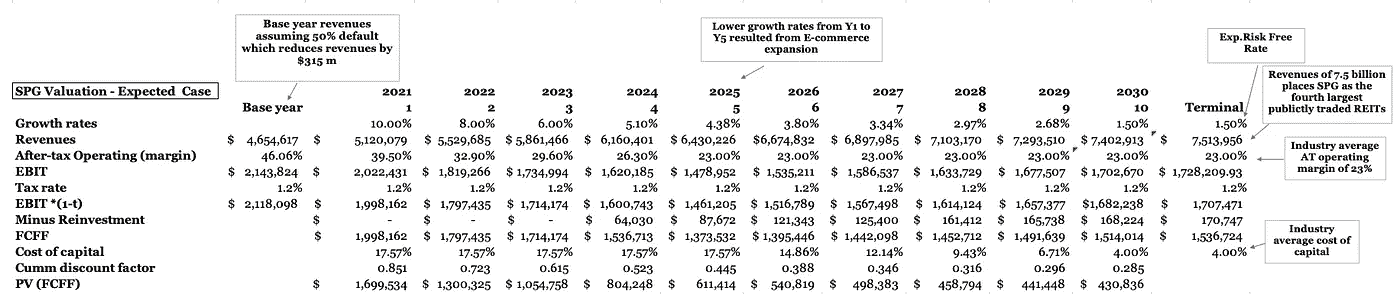 Base year revenues
assuming 50% default
which reduces revenues by
$315 m
Lower growth rates from Y1 to
Y5 resulted from E-commerce
expansion
Exp.Risk Free
Rate
Revenues of 7.5 billion
places SPG as the
fourth largest
publictly traded REITs
SPG Valuation - Expected Case 2021 2022 2023 2024 2025 2026 2027 2028 2029 2030
Base year 1 2 3 4 5 6 7 8 9 10 Terminal
Growth rates 10.00% 8.00% 6.00% 5.10% 4.38% 3.80% 3.34% 2.97% 2.68% 1.50% 1.50%
Revenues $ 4,654,617 $ 5,120,079 $ 5,529,685 $ 5,861,466 $ 6,160,401 $ 6,430,226 $6,674,832 $ 6,897,985 $ 7,103,170 $ 7,293,510 $ 7,402,913 $ 7,513,956
After-tax Operating (margin) 46.06% 39.50% 32.90% 29.60% 26.30% 23.00% 23.00% 23.00% 23.00% 23.00% 23.00% 23.00%
EBIT $ 2,143,824 $ 2,022,431 $ 1,819,266 $ 1,734,994 $ 1,620,185 $ 1,478,952 $ 1,535,211 $ 1,586,537 $ 1,633,729 $ 1,677,507 $ 1,702,670 $ 1,728,209.93
Tax rate 1.2% 1.2% 1.2% 1.2% 1.2% 1.2% 1.2% 1.2% 1.2% 1.2% 1.2% 1.2%
EBIT *(1-t) $ 2,118,098 $ 1,998,162 $ 1,797,435 $ 1,714,174 $ 1,600,743 $ 1,461,205 $ 1,516,789 $ 1,567,498 $ 1,614,124 $ 1,657,377 $1,682,238 $ 1,707,471
Minus Reinvestment $ - $ - $ - $ 64,030 $ 87,672 $ 121,343 $ 125,400 $ 161,412 $ 165,738 $ 168,224 $ 170,747
FCFF $ 1,998,162 $ 1,797,435 $ 1,714,174 $ 1,536,713 $ 1,373,532 $ 1,395,446 $ 1,442,098 $ 1,452,712 $ 1,491,639 $ 1,514,014 $ 1,536,724
Cost of capital 17.57% 17.57% 17.57% 17.57% 17.57% 14.86% 12.14% 9.43% 6.71% 4.00% 4.00%
Cumm discount factor 0.851 0.723 0.615 0.523 0.445 0.388 0.346 0.316 0.296 0.285
PV (FCFF) $ 1,699,534 $ 1,300,325 $ 1,054,758 $ 804,248 $ 611,414 $ 540,819 $ 498,383 $ 458,794 $ 441,448 $ 430,836
Industry average
AT operating
margin of 23%
Industry
average cost of
capital